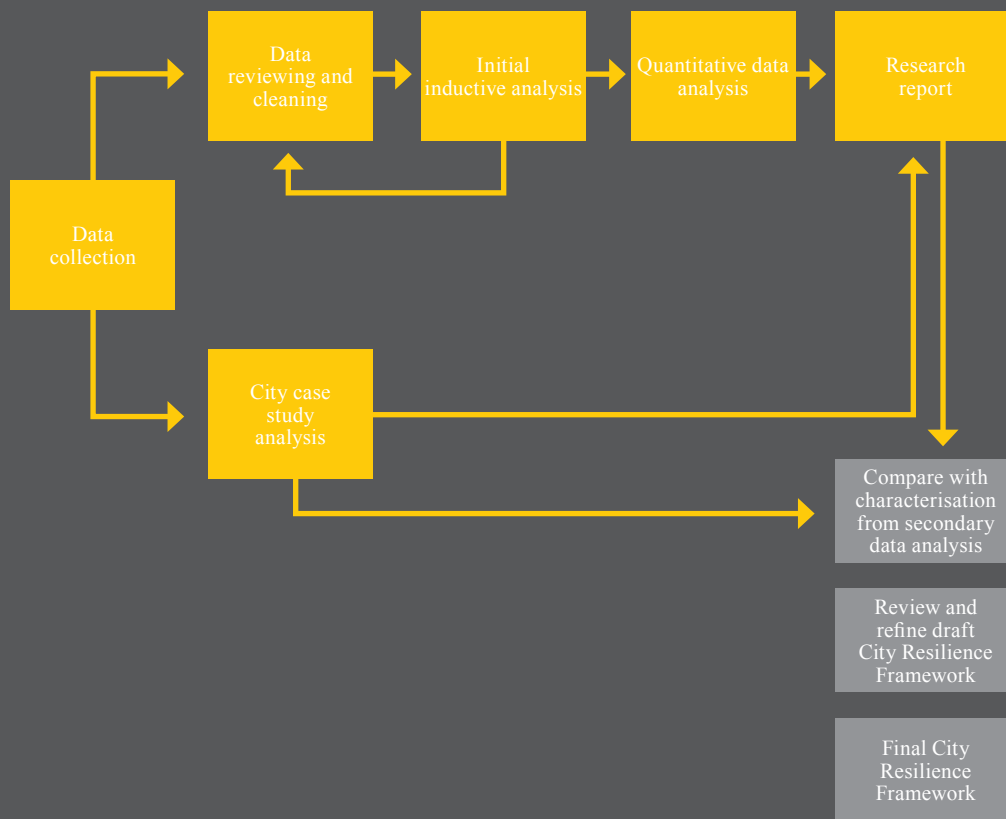 Data
reviewing and
cleaning
Initial
inductive analysis
Quantitative data
analysis
Research
report
Data
collection
City case
study
analysis
Compare with
characterisation
from secondary
data analysis
Review and
refine draft
City Resilience
Framework
Final City
Resilience
Framework